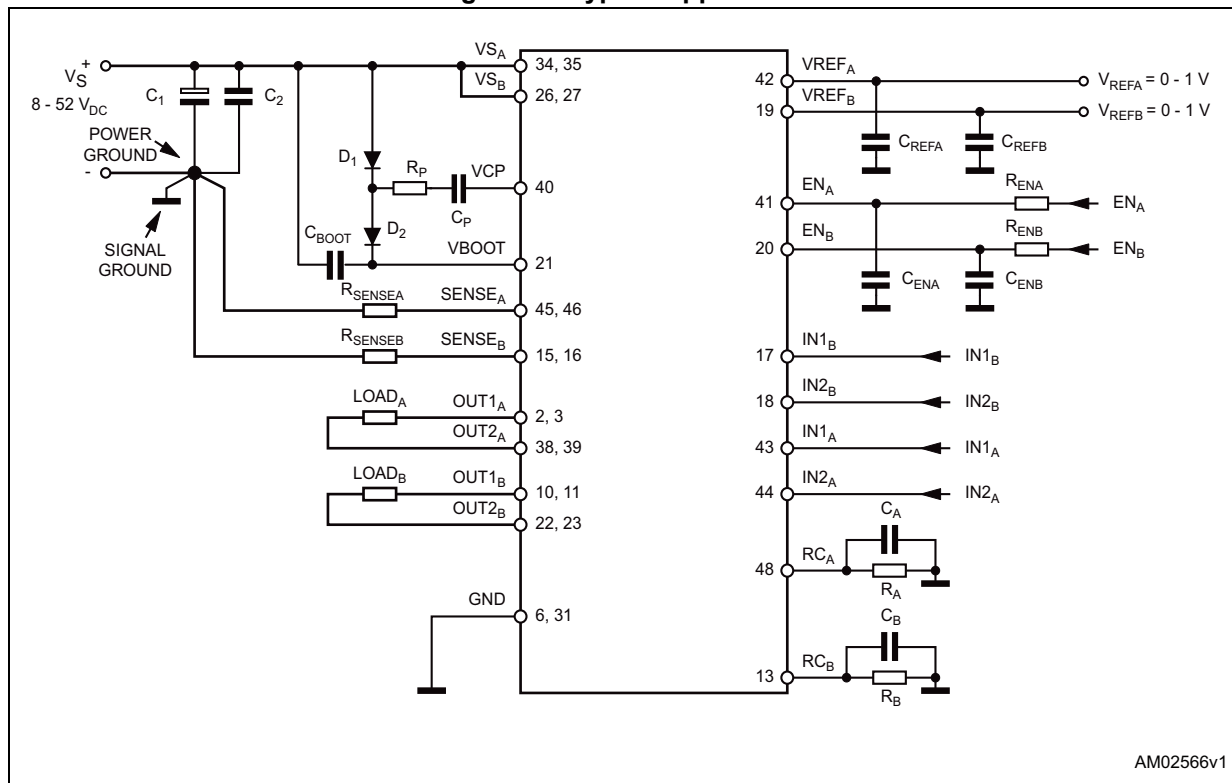 VS_A
34, 35
VS_B
26, 27
+
V_S
8 - 52 V_DC
C_1
C_2
POWER
GROUND
-
SIGNAL
GROUND
D_1
R_P
VCP
40
C_P
D_2
C_BOOT
VBOOT
21
R_SENSEA
SENSE_A
45, 46
R_SENSEB
SENSE_B
15, 16
LOAD_A
OUT1_A
2, 3
OUT2_A
38, 39
LOAD_B
OUT1_B
10, 11
OUT2_B
22, 23
GND
6, 31
42
VREF_A
V_REFA = 0 - 1 V
19
VREF_B
V_REFB = 0 - 1 V
C_REFA
C_REFB
41
EN_A
R_ENA
EN_A
20
EN_B
R_ENB
EN_B
C_ENA
C_ENB
17
IN1_B
IN1_B
18
IN2_B
IN2_B
43
IN1_A
IN1_A
44
IN2_A
IN2_A
C_A
48
RC_A
R_A
C_B
13
RC_B
R_B
AM02566v1